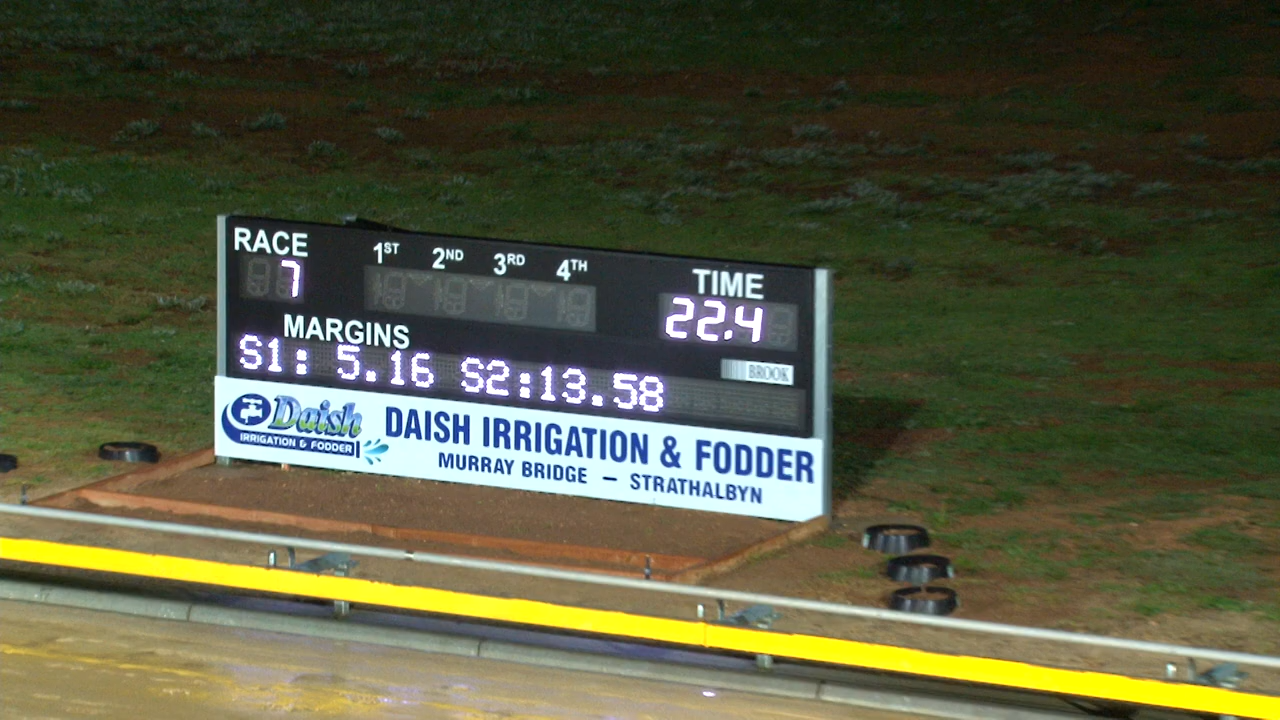 RACE 1ST 2ND 3RD 4TH TIME
7 22.4
MARGINS
S1: 5.16 S2:13.58
BROOK
Daish
IRRIGATION & FODDER
DAISH IRRIGATION & FODDER
MURRAY BRIDGE — STRATHALBYN